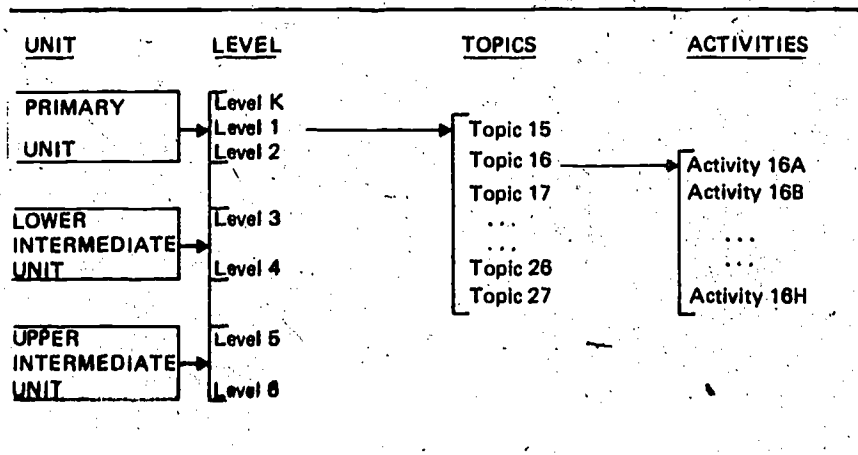 UNIT LEVEL TOPICS ACTIVITIES
PRIMARY
UNIT
Level K
Level 1
Level 2
LOWER
INTERMEDIATE
UNIT
Level 3
Level 4
UPPER
INTERMEDIATE
UNIT
Level 5
Level 6
Topic 15
Topic 16
Topic 17
...
...
Topic 26
Topic 27
Activity 16A
Activity 16B
...
...
Activity 16H